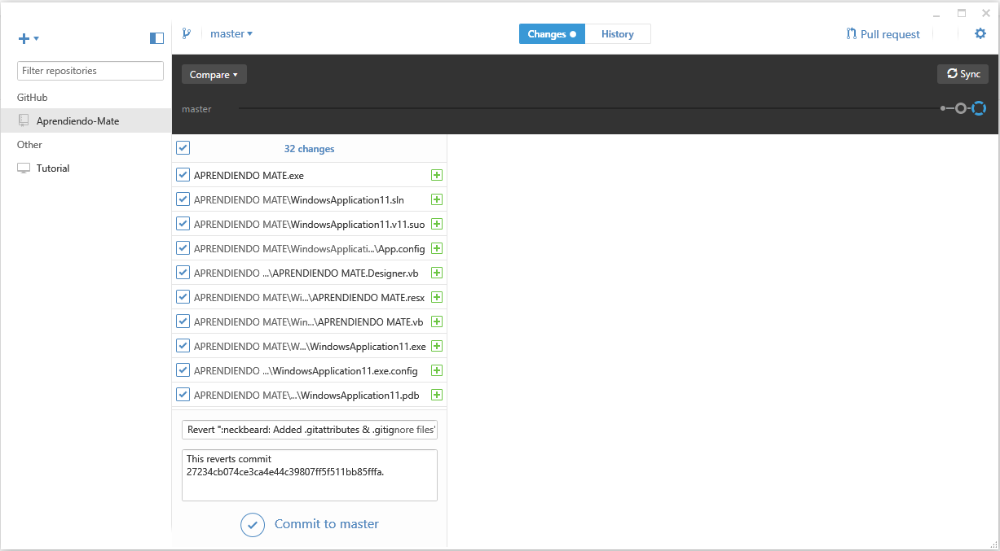 master
Changes
History
Pull request
Filter repositories
GitHub
Aprendiendo-Mate
Other
Tutorial
Compare
Sync
master
32 changes
APRENDIENDO MATE.exe
APRENDIENDO MATE\WindowsApplication11.sln
APRENDIENDO MATE\WindowsApplication11.v11.suo
APRENDIENDO MATE\WindowsApplicati...\App.config
APRENDIENDO ...\APRENDIENDO MATE.Designer.vb
APRENDIENDO MATE\Wi...\APRENDIENDO MATE.resx
APRENDIENDO MATE\Win...\APRENDIENDO MATE.vb
APRENDIENDO MATE\W...\WindowsApplication11.exe
APRENDIENDO ...\WindowsApplication11.exe.config
APRENDIENDO MATE\...\WindowsApplication11.pdb
Revert ":neckbeard: Added .gitattributes & .gitignore files"
This reverts commit
27234cb074ce3ca4e44c39807ff5f511bb85fffa.
Commit to master